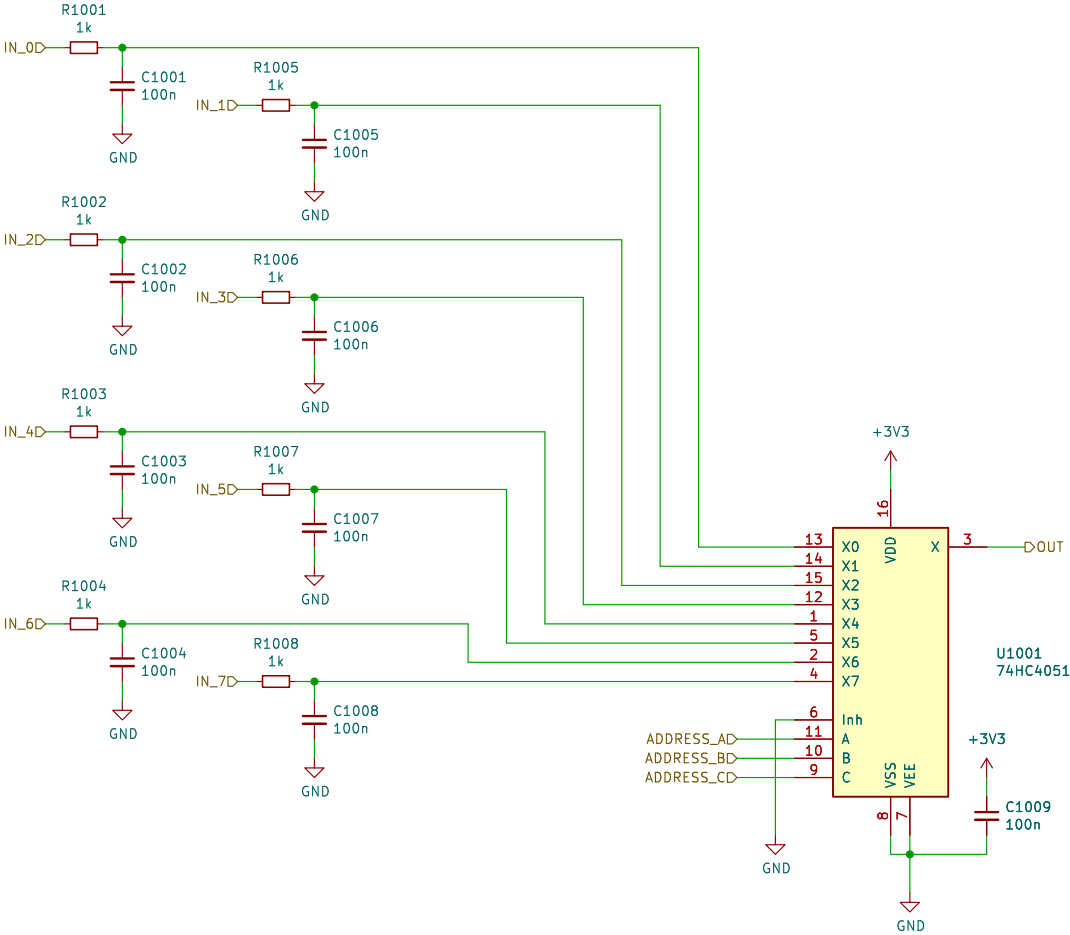 R1001
1k
IN_0
C1001
100n
GND
R1005
1k
IN_1
C1005
100n
GND
R1002
1k
IN_2
C1002
100n
GND
R1006
1k
IN_3
C1006
100n
GND
R1003
1k
IN_4
C1003
100n
GND
R1007
1k
IN_5
C1007
100n
GND
R1004
1k
IN_6
C1004
100n
GND
R1008
1k
IN_7
C1008
100n
GND
+3V3
16
VDD
13 X0
14 X1
15 X2
12 X3
1 X4
5 X5
2 X6
4 X7
6 Inh
ADDRESS_A 11 A
ADDRESS_B 10 B
ADDRESS_C 9 C
X 3 OUT
U1001
74HC4051
VSS
VEE
8
7
GND
+3V3
C1009
100n
GND